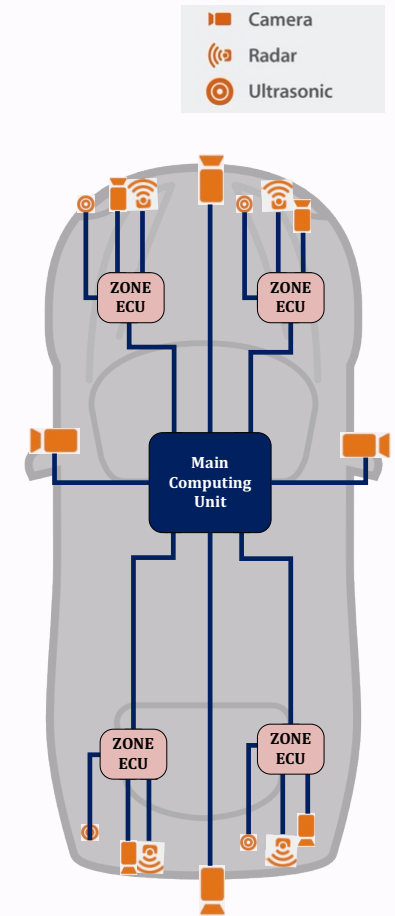 Camera
Radar
Ultrasonic
ZONE
ECU
ZONE
ECU
Main
Computing
Unit
ZONE
ECU
ZONE
ECU